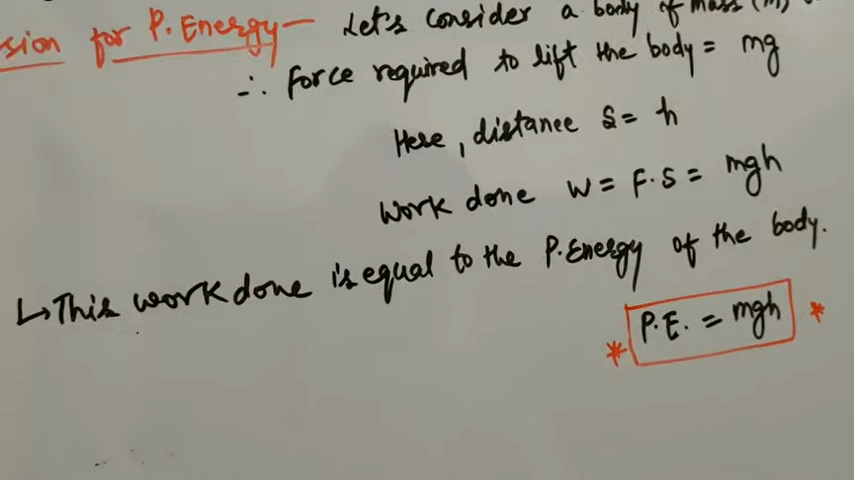 sion for P. Energy — Let's consider a body of mass (m)
∴ Force required to lift the body = mg
Here, distance S = h
Work done W = F.S = mgh
↳ This work done is equal to the P.Energy of the body.
* P.E. = mgh *